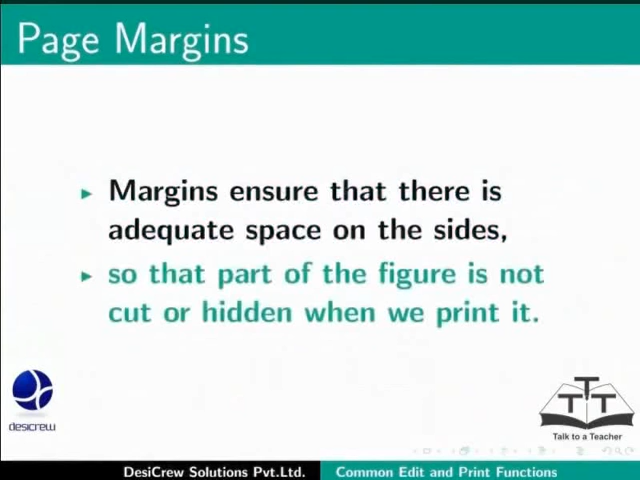 Page Margins
Margins ensure that there is
adequate space on the sides,
so that part of the figure is not
cut or hidden when we print it.
desicrew
TTT
Talk to a Teacher
DesiCrew Solutions Pvt.Ltd.
Common Edit and Print Functions